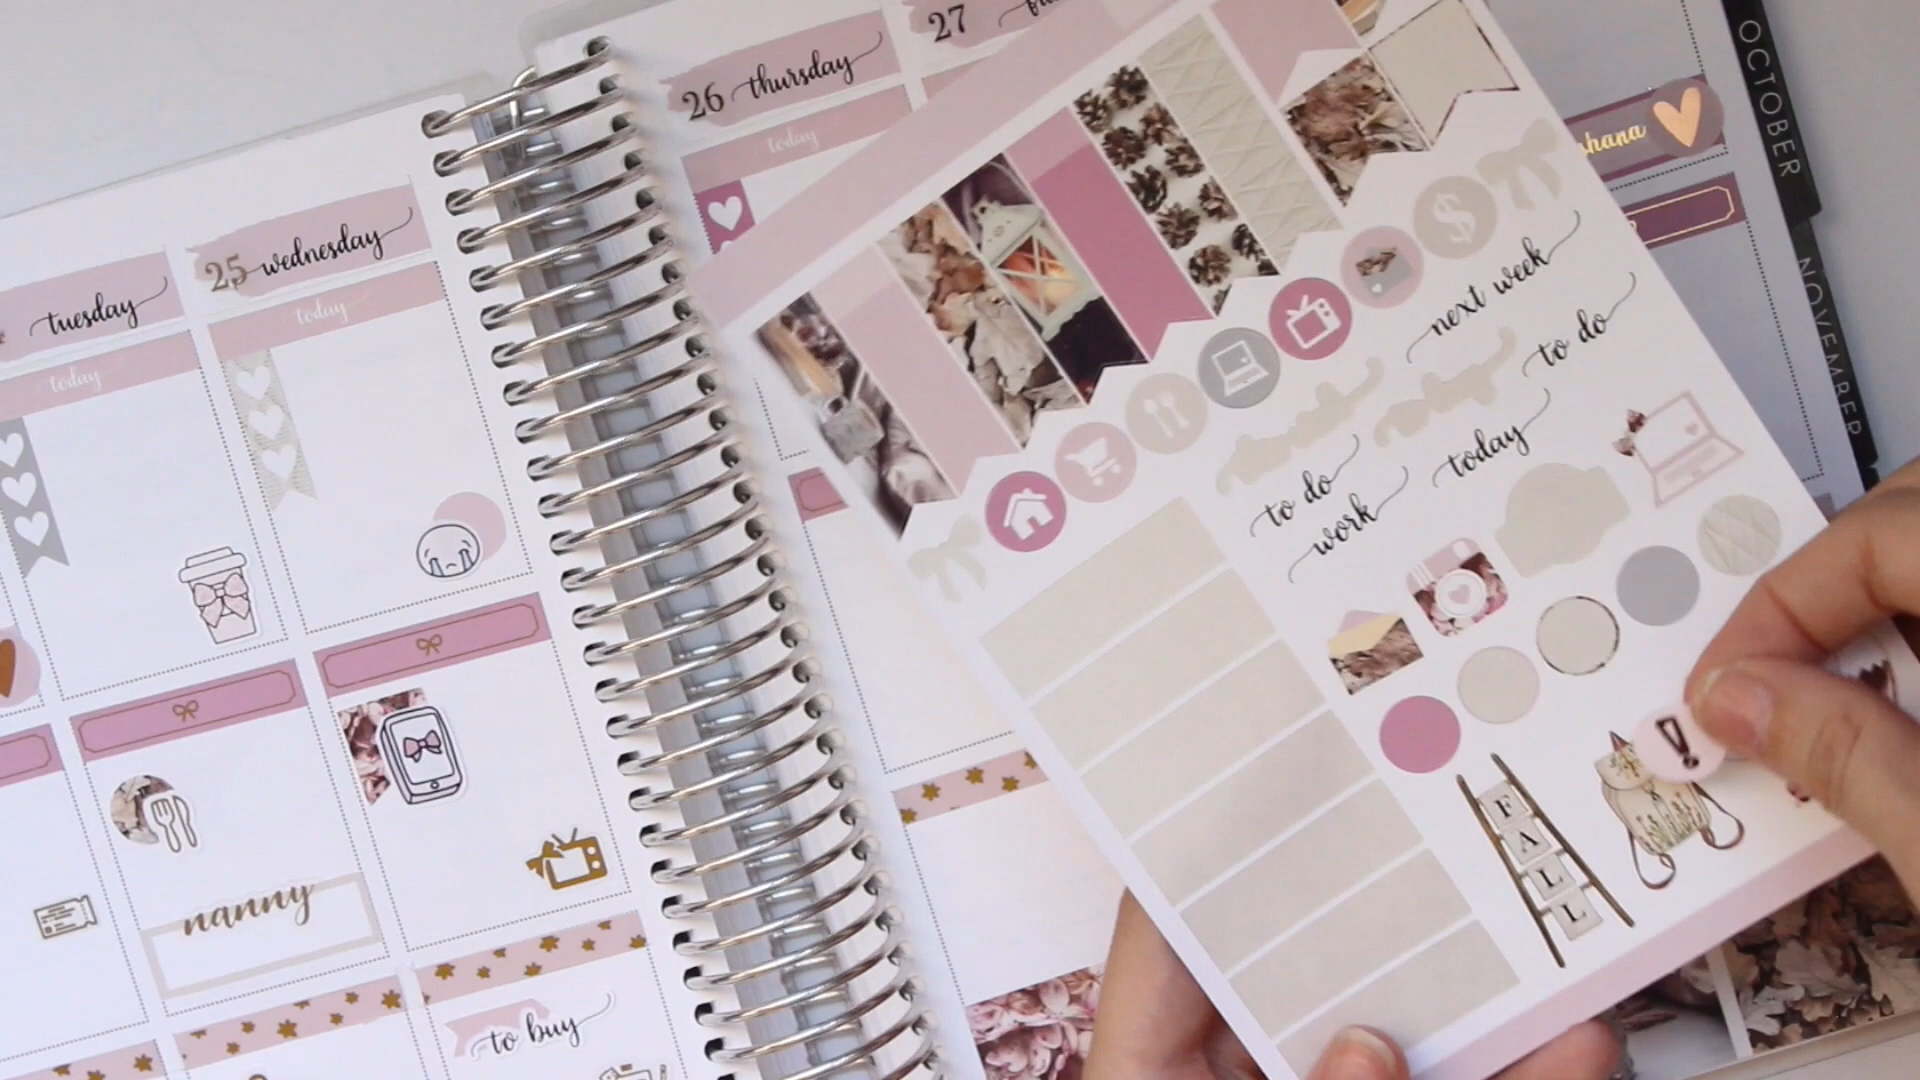 tuesday
today
25 wednesday
today
nanny
to buy
26 thursday
today
27
next week
to do
to do
today
work
!
FALL
OCTOBER
NOVEMBER